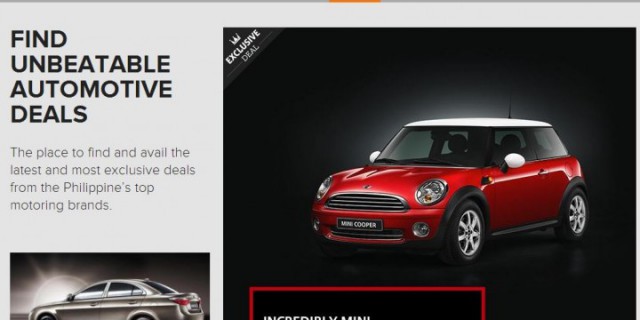 FIND
UNBEATABLE
AUTOMOTIVE
DEALS
The place to find and avail the
latest and most exclusive deals
from the Philippine's top
motoring brands.
EXCLUSIVE
DEAL
MINI COOPER
INCREDIBLY MINI